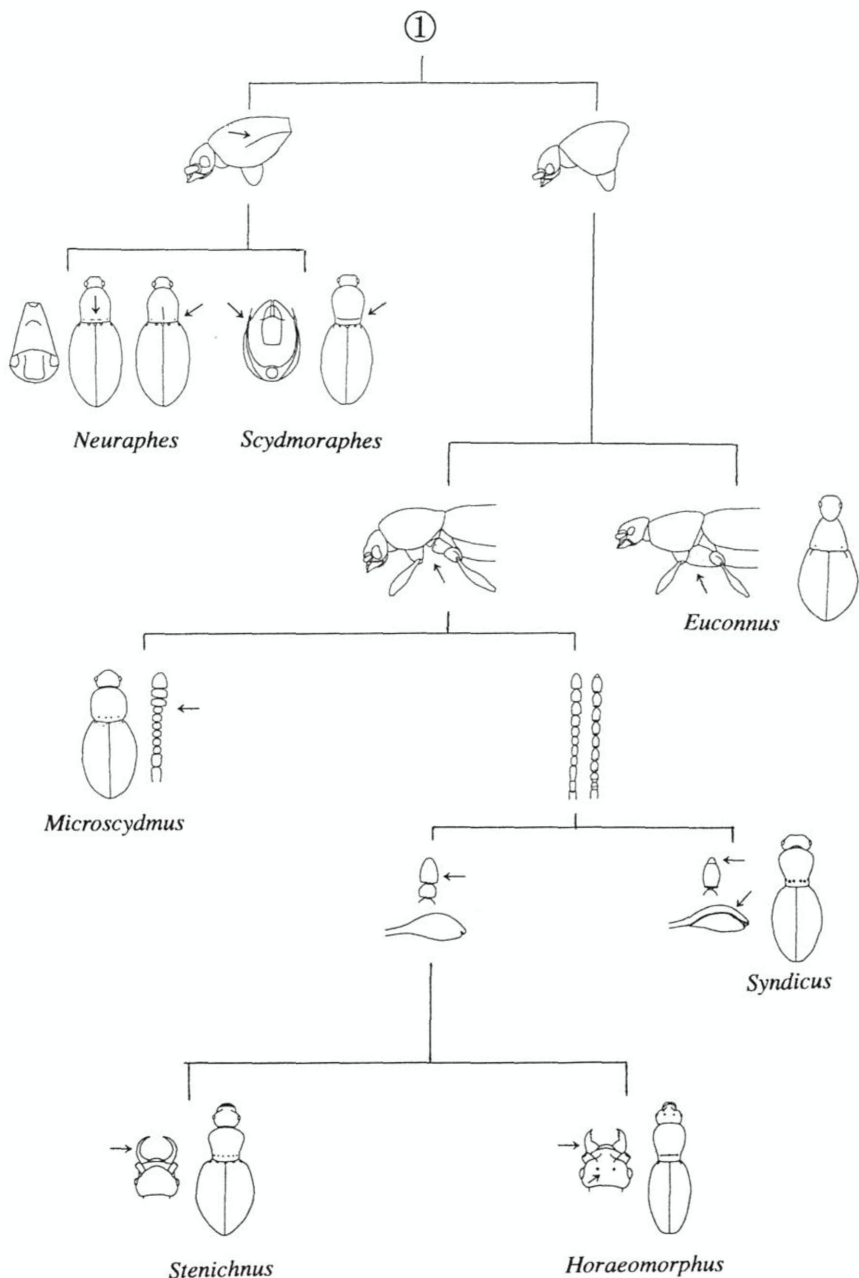 ①
Neuraphes Scydmoraphes
Euconnus
Microscydmus
Syndicus
Stenichnus Horaeomorphus